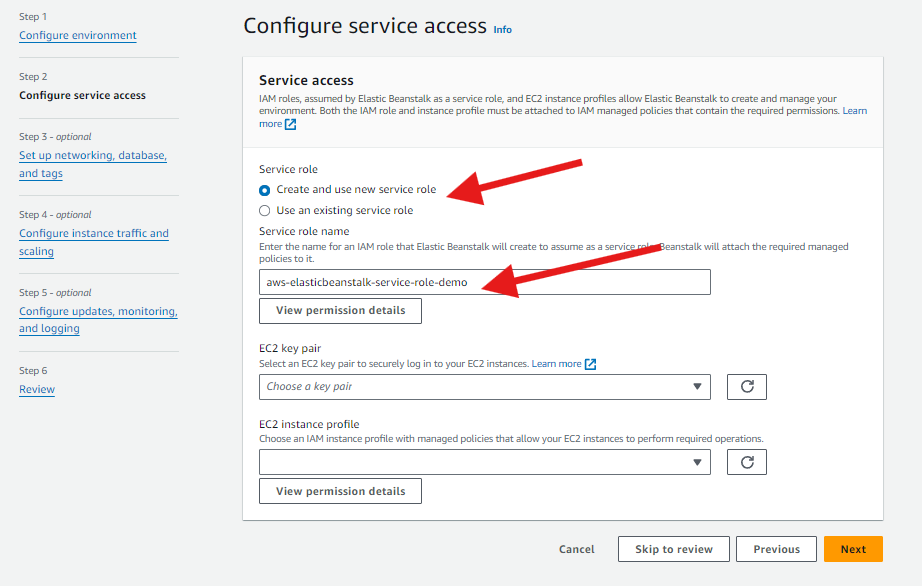 Step 1
Configure environment
Step 2
Configure service access
Step 3 - optional
Set up networking, database,
and tags
Step 4 - optional
Configure instance traffic and
scaling
Step 5 - optional
Configure updates, monitoring,
and logging
Step 6
Review
Configure service access Info
Service access
IAM roles, assumed by Elastic Beanstalk as a service role, and EC2 instance profiles allow Elastic Beanstalk to create and manage your
environment. Both the IAM role and instance profile must be attached to IAM managed policies that contain the required permissions. Learn
more
Service role
Create and use new service role
Use an existing service role
Service role name
Enter the name for an IAM role that Elastic Beanstalk will create to assume as a service role. Beanstalk will attach the required managed
policies to it.
aws-elasticbeanstalk-service-role-demo
View permission details
EC2 key pair
Select an EC2 key pair to securely log in to your EC2 instances. Learn more
Choose a key pair
EC2 instance profile
Choose an IAM instance profile with managed policies that allow your EC2 instances to perform required operations.
View permission details
Cancel
Skip to review
Previous
Next